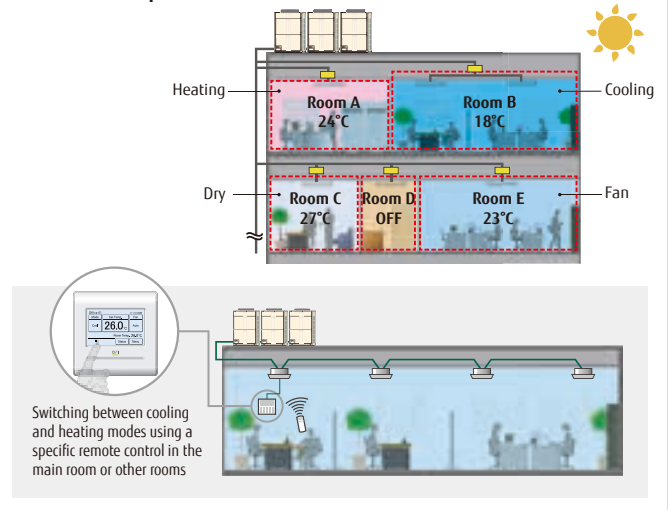 Heating
Room A
24°C
Room B
18°C
Cooling
Dry
Room C
27°C
Room D
OFF
Room E
23°C
Fan
26.0
Switching between cooling
and heating modes using a
specific remote control in the
main room or other rooms